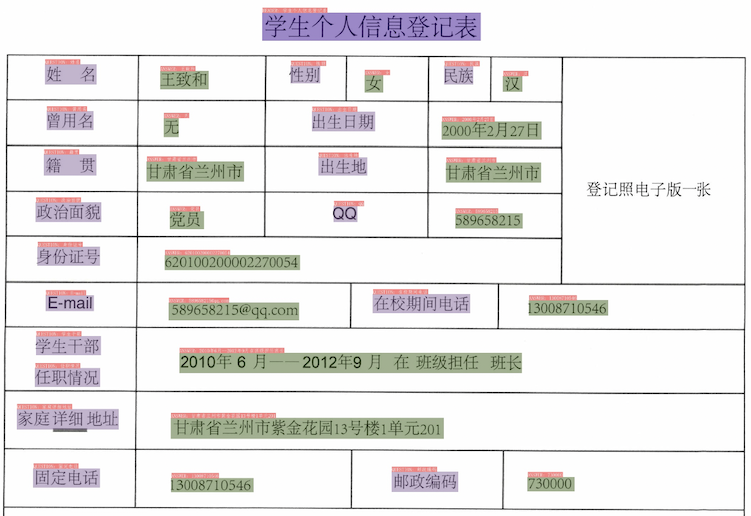 学生个人信息登记表
姓 名 王致和 性别 女 民族 汉
曾用名 无 出生日期 2000年2月27日
籍 贯 甘肃省兰州市 出生地 甘肃省兰州市
登记照电子版一张
政治面貌 党员 QQ 589658215
身份证号 620100200002270054
E-mail 589658215@qq.com 在校期间电话 13008710546
学生干部
任职情况
2010年 6 月——2012年9 月 在 班级担任 班长
家庭详细地址 甘肃省兰州市紫金花园13号楼1单元201
固定电话 13008710546 邮政编码 730000